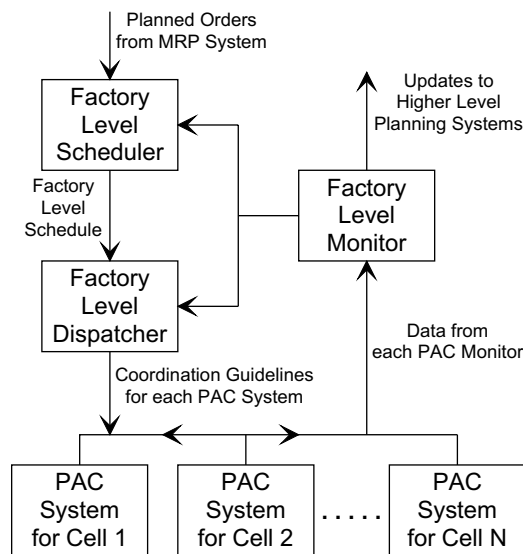 Planned Orders
from MRP System
Factory
Level
Scheduler
Updates to
Higher Level
Planning Systems
Factory
Level
Schedule
Factory
Level
Monitor
Factory
Level
Dispatcher
Data from
each PAC Monitor
Coordination Guidelines
for each PAC System
PAC
System
for Cell 1
PAC
System
for Cell 2
. . . . .
PAC
System
for Cell N